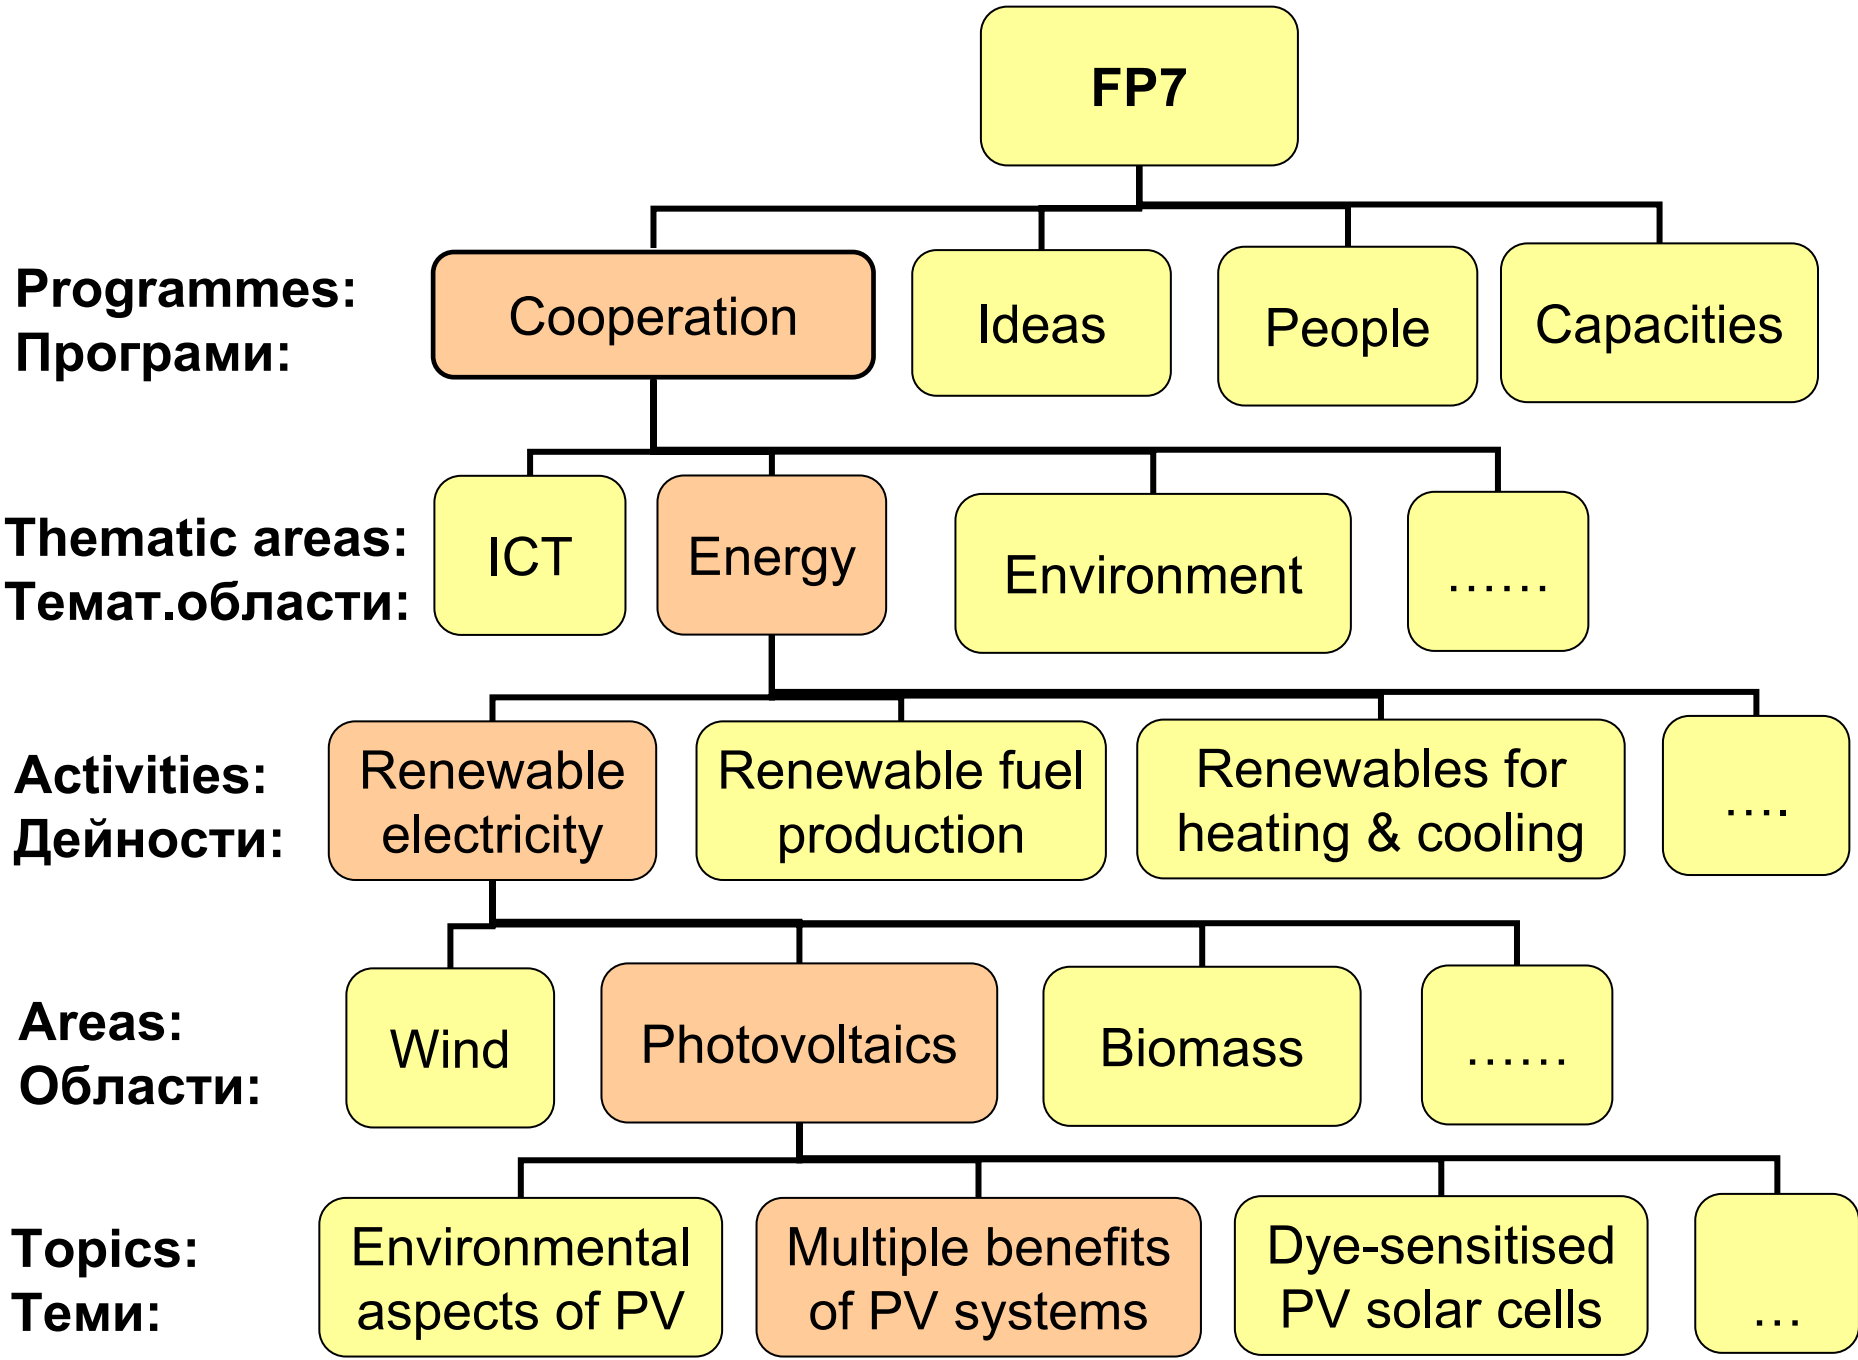 FP7
Programmes:
Програми:
Cooperation
Ideas
People
Capacities
Thematic areas:
Темат.области:
ICT
Energy
Environment
……
Activities:
Дейности:
Renewable
electricity
Renewable fuel
production
Renewables for
heating & cooling
….
Areas:
Области:
Wind
Photovoltaics
Biomass
……
Topics:
Теми:
Environmental
aspects of PV
Multiple benefits
of PV systems
Dye-sensitised
PV solar cells
…